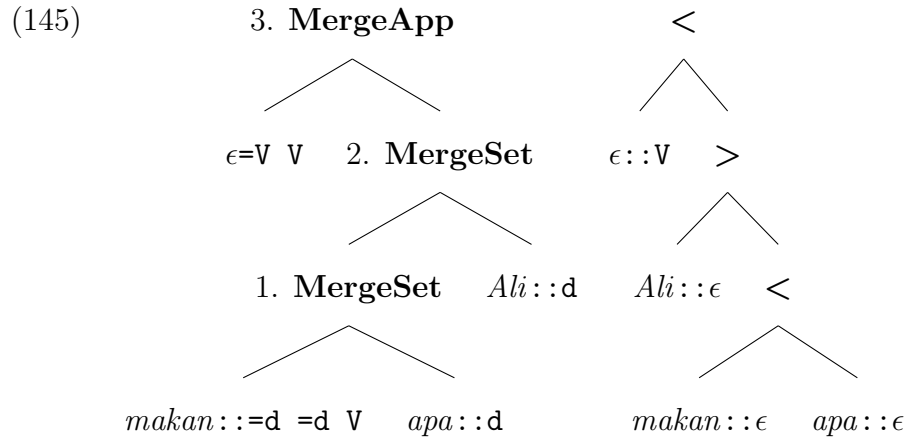 (145) 3. MergeApp <
ϵ=V V 2. MergeSet ϵ::V >
1. MergeSet Ali::d Ali::ϵ <
makan::=d =d V apa::d makan::ϵ apa::ϵ